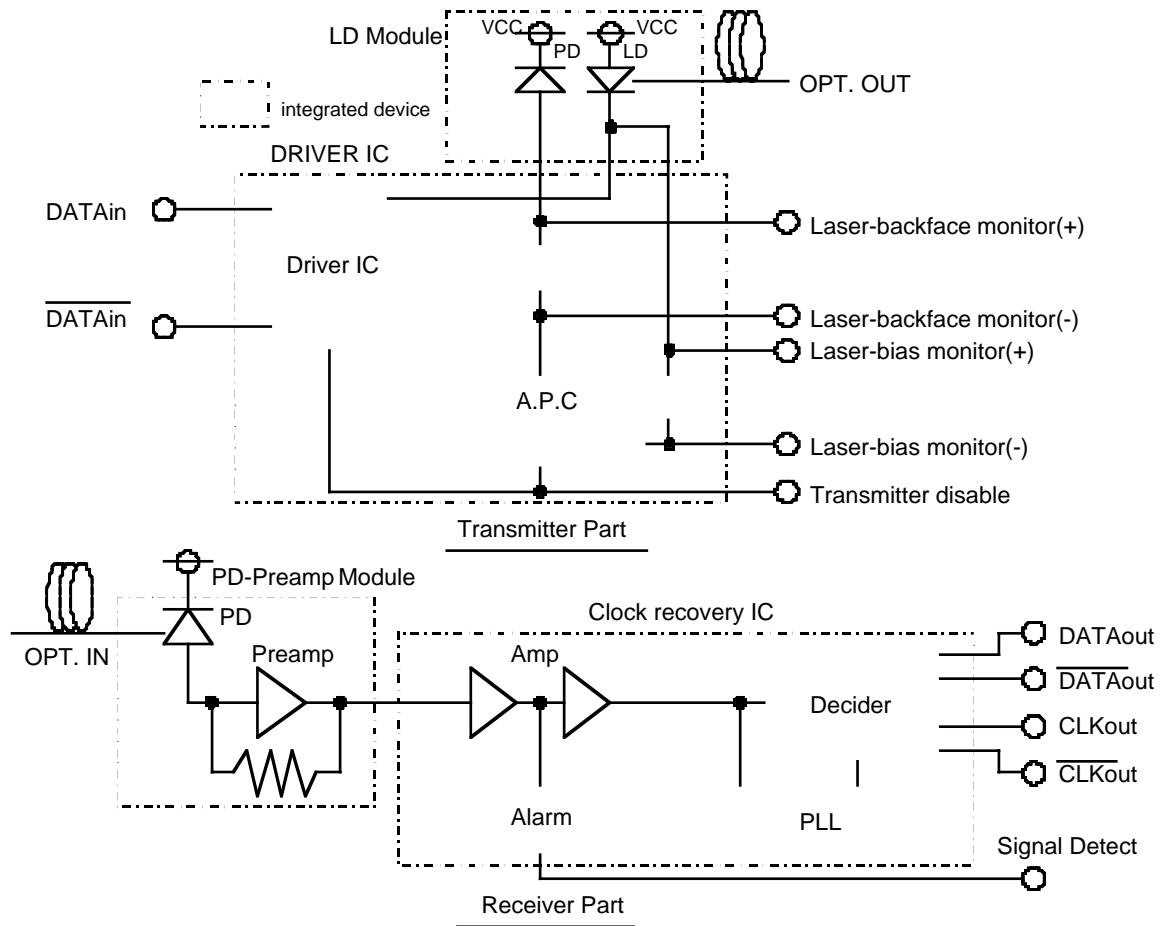 LD Module
VCC
VCC
PD
LD
OPT. OUT
integrated device
DRIVER IC
DATAin
Laser-backface monitor(+)
Driver IC
DATAin
Laser-backface monitor(-)
Laser-bias monitor(+)
A.P.C
Laser-bias monitor(-)
Transmitter disable
Transmitter Part
PD-Preamp Module
PD
Clock recovery IC
DATAout
OPT. IN
Preamp
Amp
DATAout
Decider
CLKout
CLKout
Alarm
PLL
Signal Detect
Receiver Part